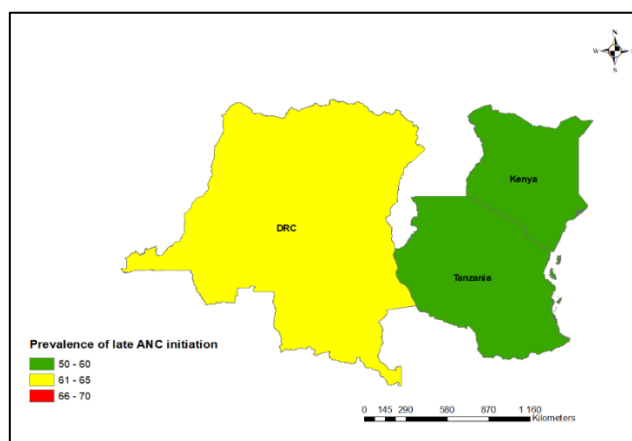 N
W
S
Kenya
DRC
Tanzania
Prevalence of late ANC initiation
50 - 60
61 - 65
66 - 70
0 145 290 580 870 1 160
Kilometers